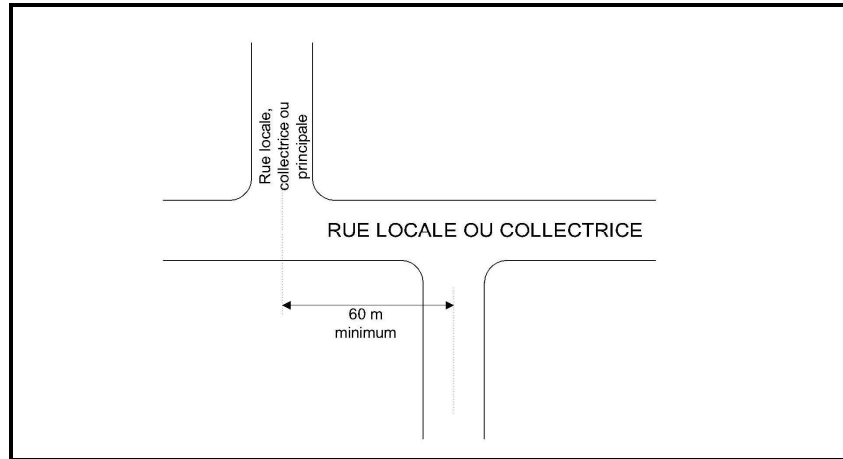 Rue locale,
collectrice ou
principale
RUE LOCALE OU COLLECTRICE
60 m
minimum